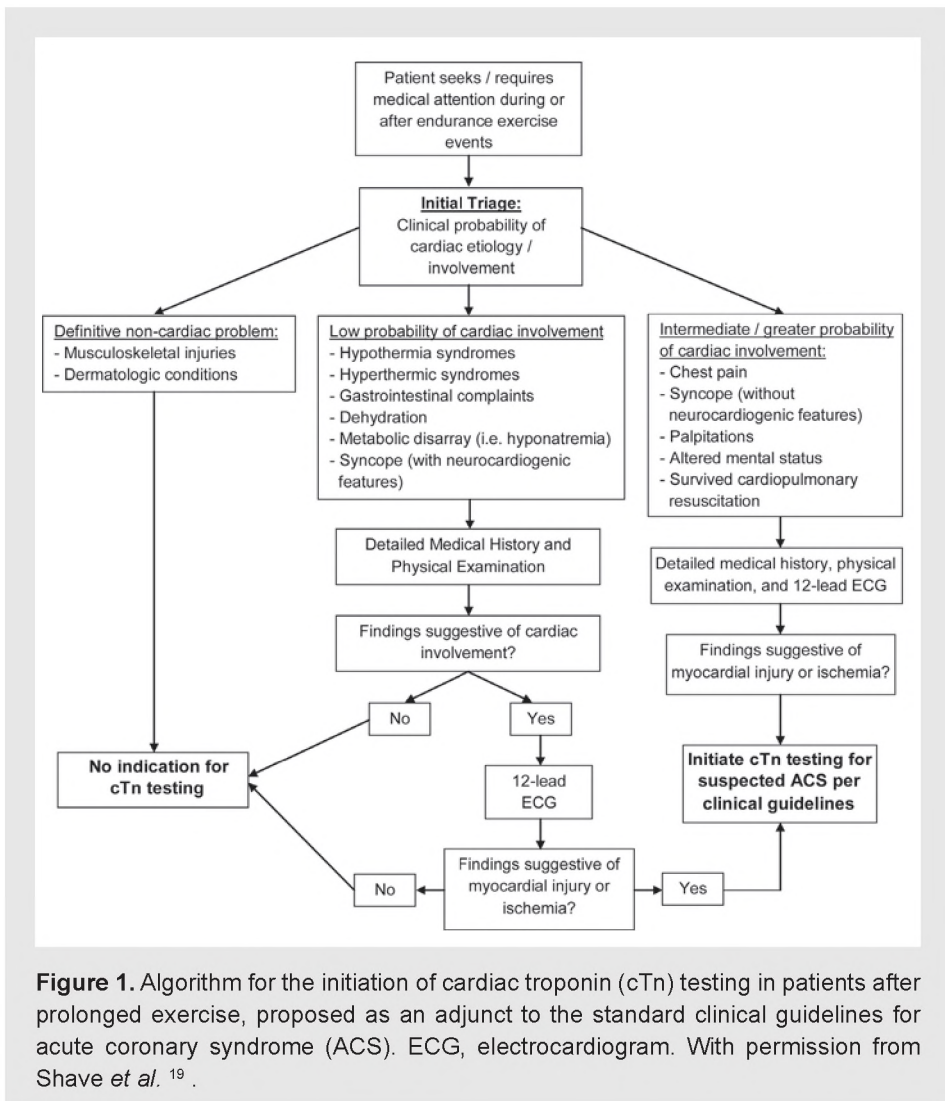 Patient seeks / requires
medical attention during or
after endurance exercise
events
Initial Triage:
Clinical probability of
cardiac etiology /
involvement
Definitive non-cardiac problem:
- Musculoskeletal injuries
- Dermatologic conditions
Low probability of cardiac involvement
- Hypothermia syndromes
- Hyperthermic syndromes
- Gastrointestinal complaints
- Dehydration
- Metabolic disarray (i.e. hyponatremia)
- Syncope (with neurocardiogenic
features)
Intermediate / greater probability
of cardiac involvement:
- Chest pain
- Syncope (without
neurocardiogenic features)
- Palpitations
- Altered mental status
- Survived cardiopulmonary
resuscitation
Detailed Medical History and
Physical Examination
Detailed medical history, physical
examination, and 12-lead ECG
Findings suggestive of cardiac
involvement?
Findings suggestive of
myocardial injury or ischemia?
No
Yes
No indication for
cTn testing
12-lead
ECG
Initiate cTn testing for
suspected ACS per
clinical guidelines
No
Findings suggestive of
myocardial injury or
ischemia?
Yes
Figure 1. Algorithm for the initiation of cardiac troponin (cTn) testing in patients after
prolonged exercise, proposed as an adjunct to the standard clinical guidelines for
acute coronary syndrome (ACS). ECG, electrocardiogram. With permission from
Shave et al. 19 .